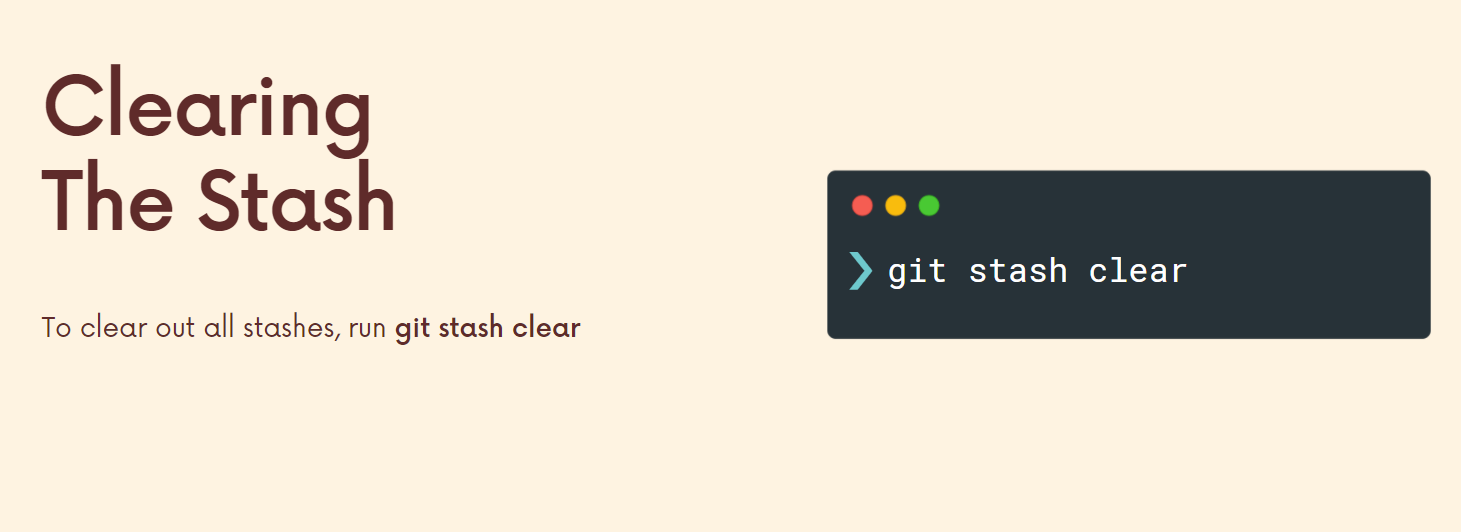 Clearing
The Stash
To clear out all stashes, run git stash clear
❯ git stash clear